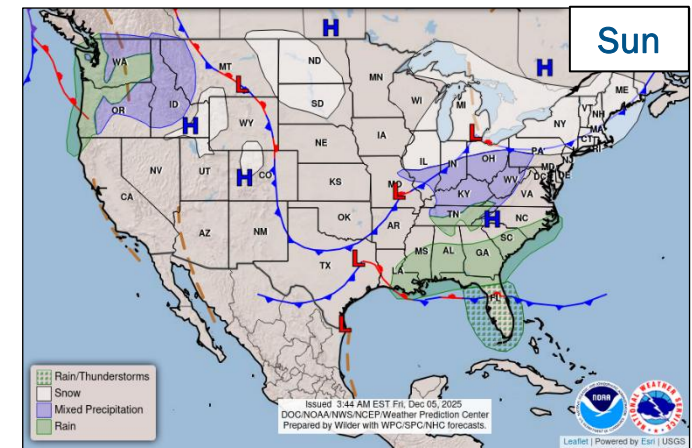 Sun
H
H
WA
MT
ND
MN
ME
L
OR
ID
SD
WI
MI
VT
NH
NY
MA
CT
RI
H
WY
L
IA
PA
NJ
NE
IL
IN
OH
MD
DE
DC
NV
UT
H
CO
WV
VA
CA
KS
MO
L
KY
TN
H
NC
AZ
NM
OK
AR
SC
MS
AL
GA
L
TX
LA
FL
L
Rain/Thunderstorms
Snow
Mixed Precipitation
Rain
Issued 3:44 AM EST Fri, Dec 05, 2025
DOC/NOAA/NWS/NCEP/Weather Prediction Center
Prepared by Wilder with WPC/SPC/NHC forecasts.
NOAA
NATIONAL WEATHER SERVICE
Leaflet | Powered by Esri | USGS